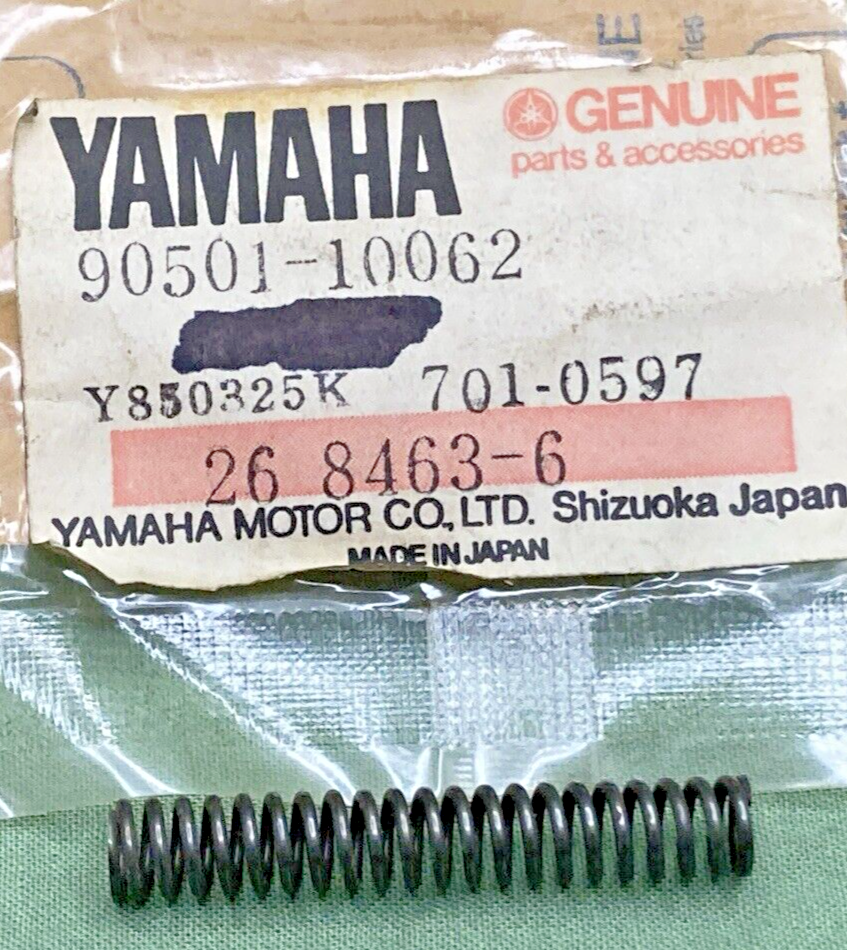 YAMAHA
GENUINE
parts & accessories
90501-10062
Y850325K 701-0597
26 8463-6
YAMAHA MOTOR CO., LTD. Shizuoka Japan
MADE IN JAPAN